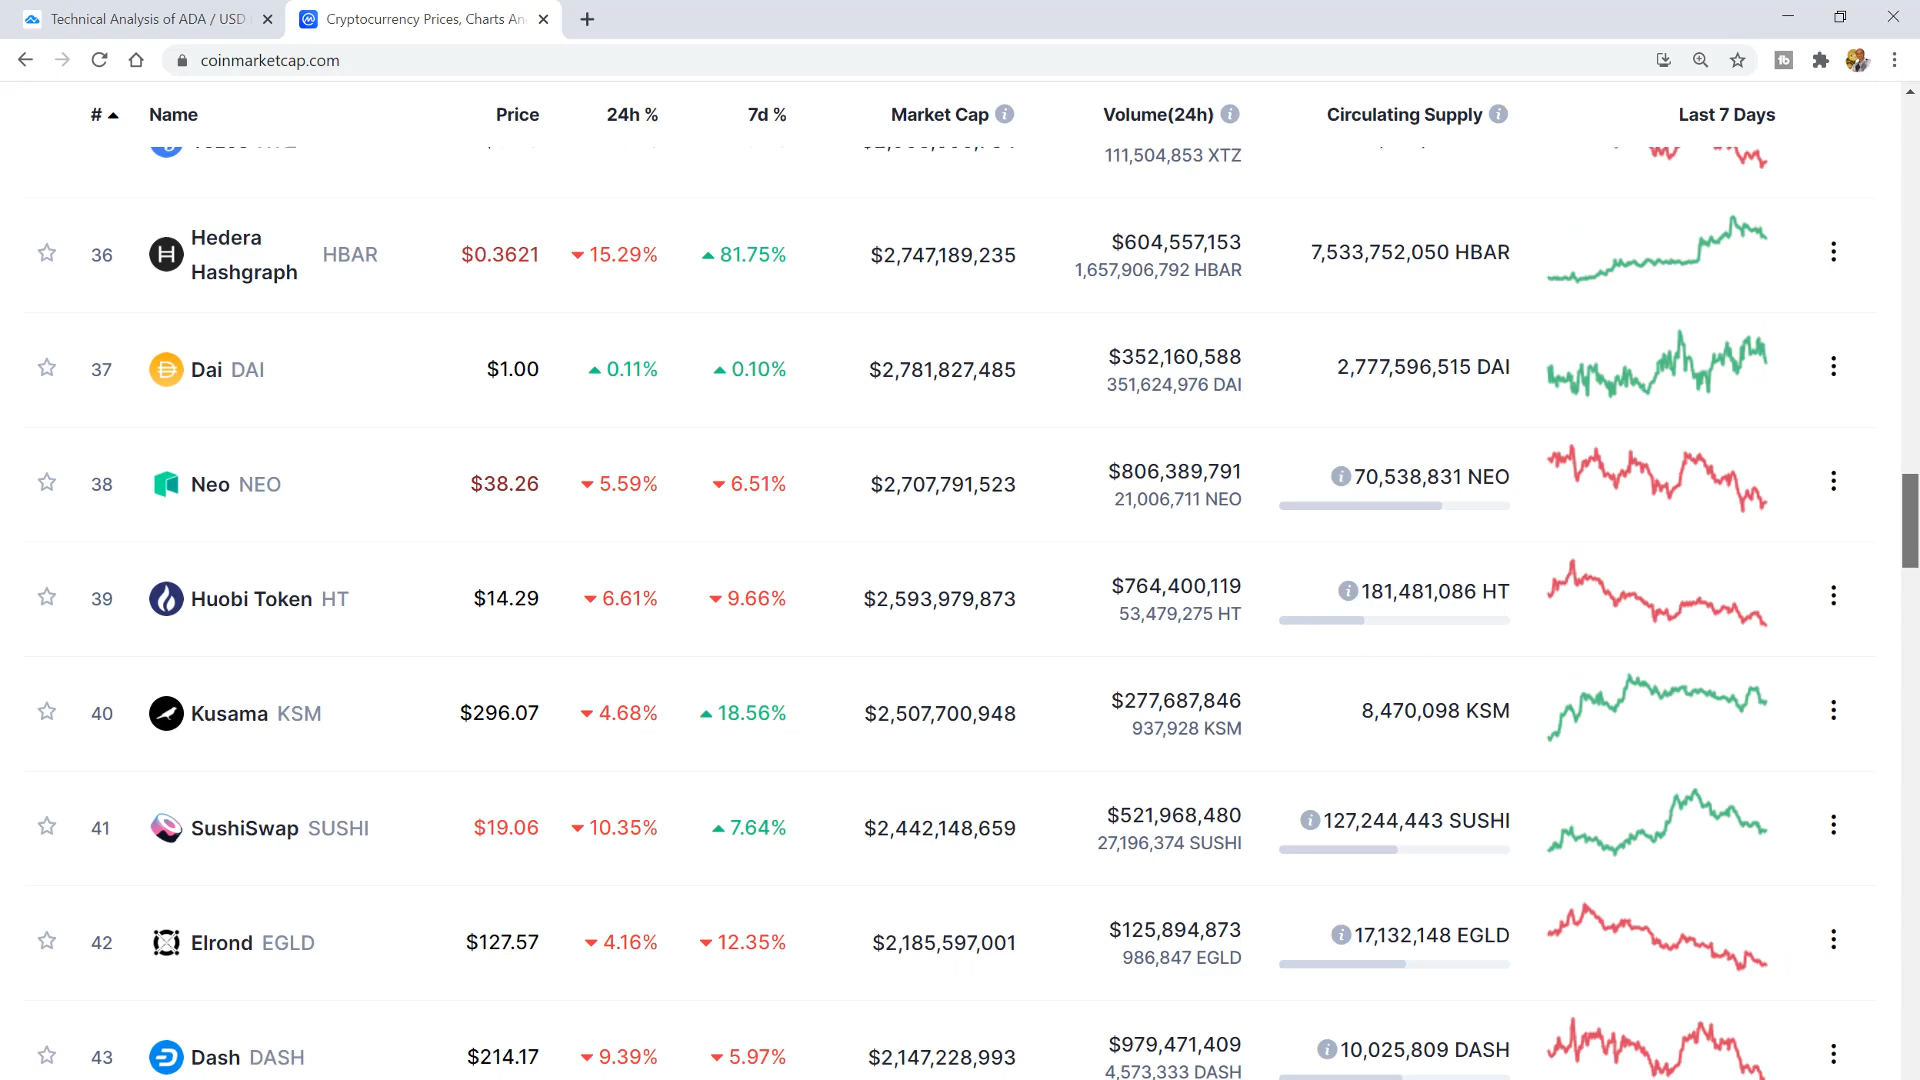 Technical Analysis of ADA / USD
Cryptocurrency Prices, Charts An
coinmarketcap.com
# Name Price 24h % 7d % Market Cap Volume(24h) Circulating Supply Last 7 Days
111,504,853 XTZ
36 Hedera Hashgraph HBAR $0.3621 15.29% 81.75% $2,747,189,235 $604,557,153 7,533,752,050 HBAR
1,657,906,792 HBAR
37 Dai DAI $1.00 0.11% 0.10% $2,781,827,485 $352,160,588 2,777,596,515 DAI
351,624,976 DAI
38 Neo NEO $38.26 5.59% 6.51% $2,707,791,523 $806,389,791 70,538,831 NEO
21,006,711 NEO
39 Huobi Token HT $14.29 6.61% 9.66% $2,593,979,873 $764,400,119 181,481,086 HT
53,479,275 HT
40 Kusama KSM $296.07 4.68% 18.56% $2,507,700,948 $277,687,846 8,470,098 KSM
937,928 KSM
41 SushiSwap SUSHI $19.06 10.35% 7.64% $2,442,148,659 $521,968,480 127,244,443 SUSHI
27,196,374 SUSHI
42 Elrond EGLD $127.57 4.16% 12.35% $2,185,597,001 $125,894,873 17,132,148 EGLD
986,847 EGLD
43 Dash DASH $214.17 9.39% 5.97% $2,147,228,993 $979,471,409 10,025,809 DASH
4,573,333 DASH